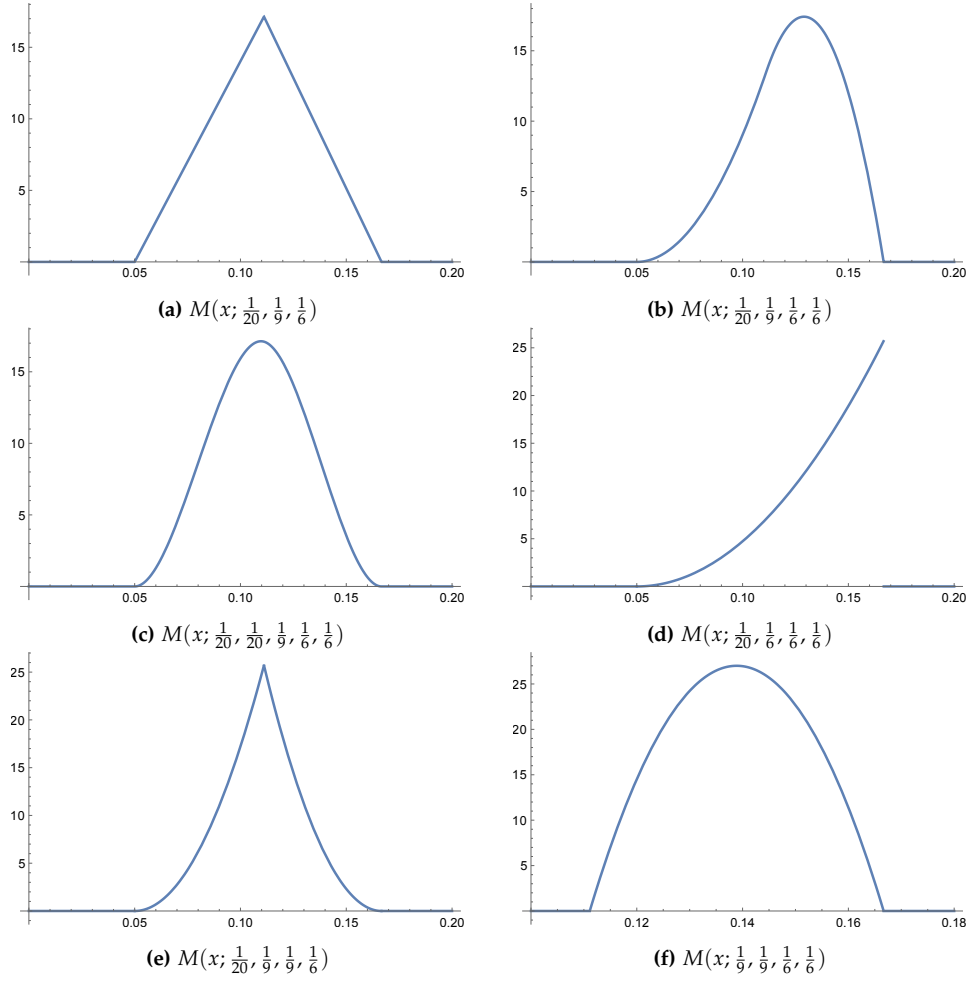 15
10
5
0.05 0.10 0.15 0.20
(a) M(x; 1/20, 1/9, 1/6)
15
10
5
0.05 0.10 0.15 0.20
(b) M(x; 1/20, 1/9, 1/6, 1/6)
15
10
5
0.05 0.10 0.15 0.20
(c) M(x; 1/20, 1/20, 1/9, 1/6, 1/6)
25
20
15
10
5
0.05 0.10 0.15 0.20
(d) M(x; 1/20, 1/6, 1/6, 1/6)
25
20
15
10
5
0.05 0.10 0.15 0.20
(e) M(x; 1/20, 1/9, 1/9, 1/6)
25
20
15
10
5
0.12 0.14 0.16 0.18
(f) M(x; 1/9, 1/9, 1/6, 1/6)